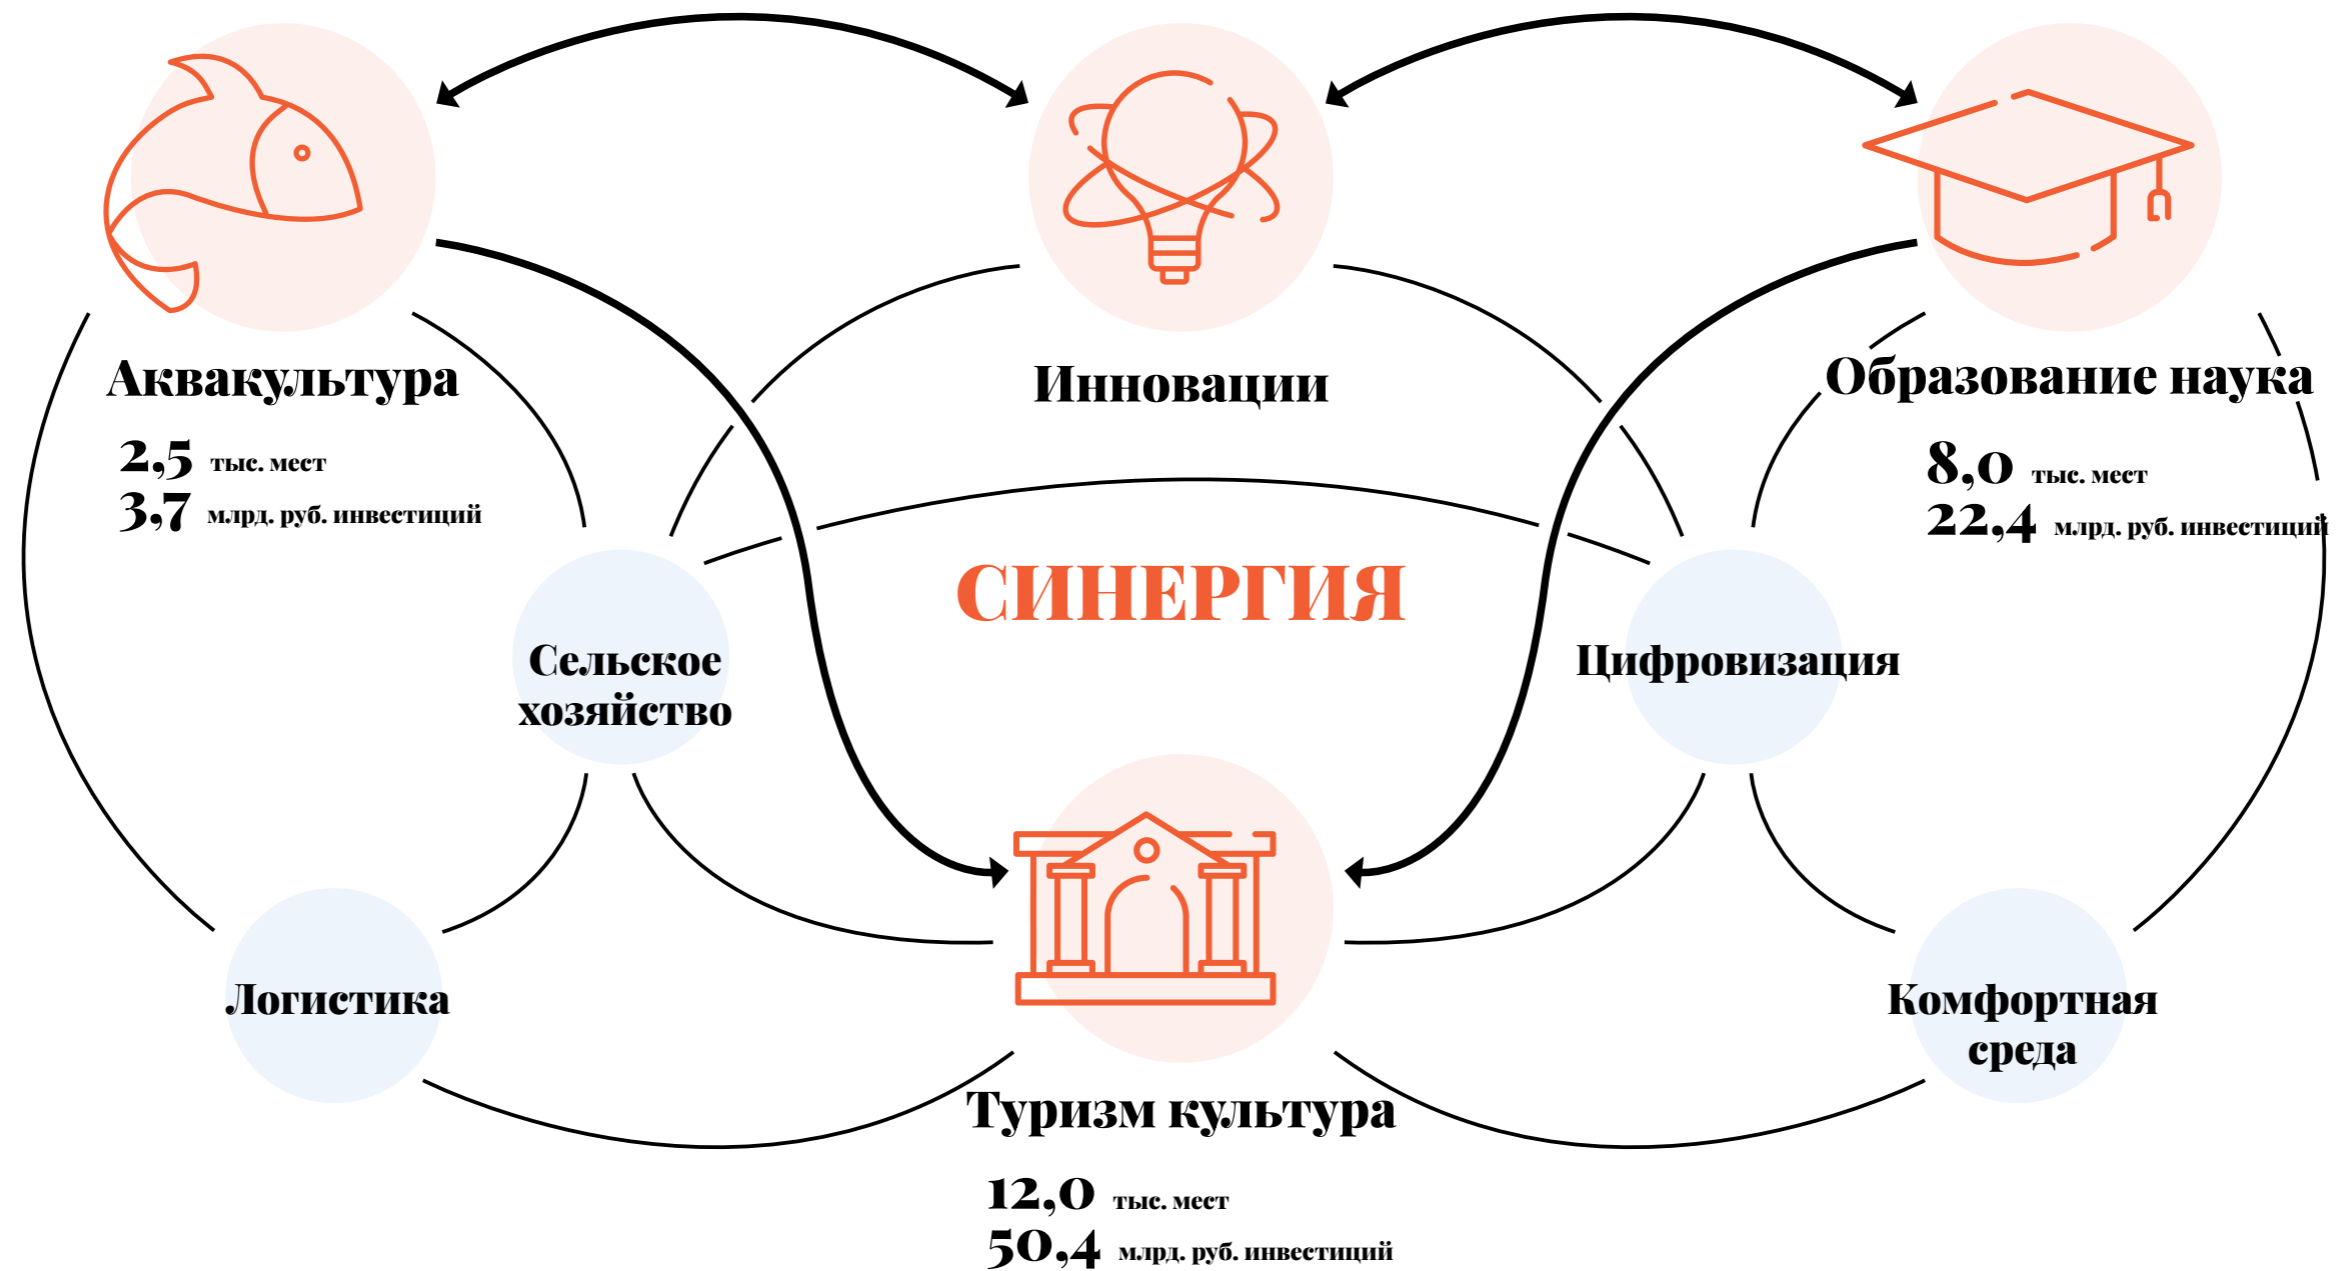 Аквакультура
2,5 тыс. мест
3,7 млрд. руб. инвестиций
Инновации
Образование наука
8,0 тыс. мест
22,4 млрд. руб. инвестиций
СИНЕРГИЯ
Сельское
хозяйство
Цифровизация
Логистика
Комфортная
среда
Туризм культура
12,0 тыс. мест
50,4 млрд. руб. инвестиций